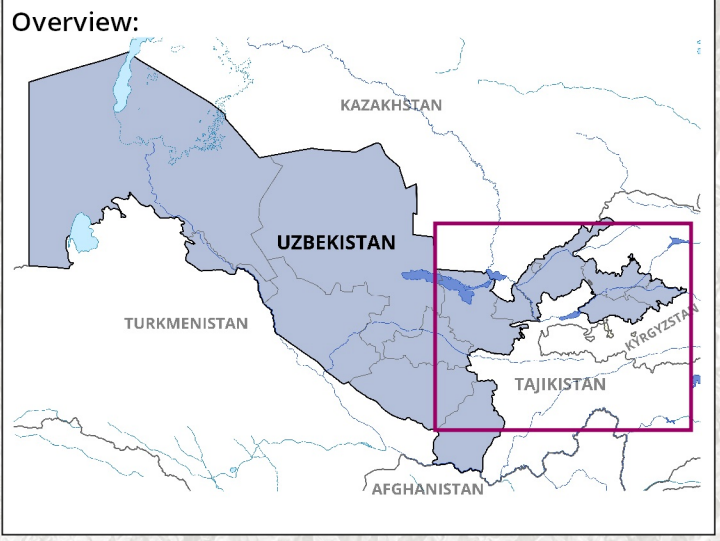 Overview:
KAZAKHSTAN
UZBEKISTAN
TURKMENISTAN
KYRGYZSTAN
TAJIKISTAN
AFGHANISTAN